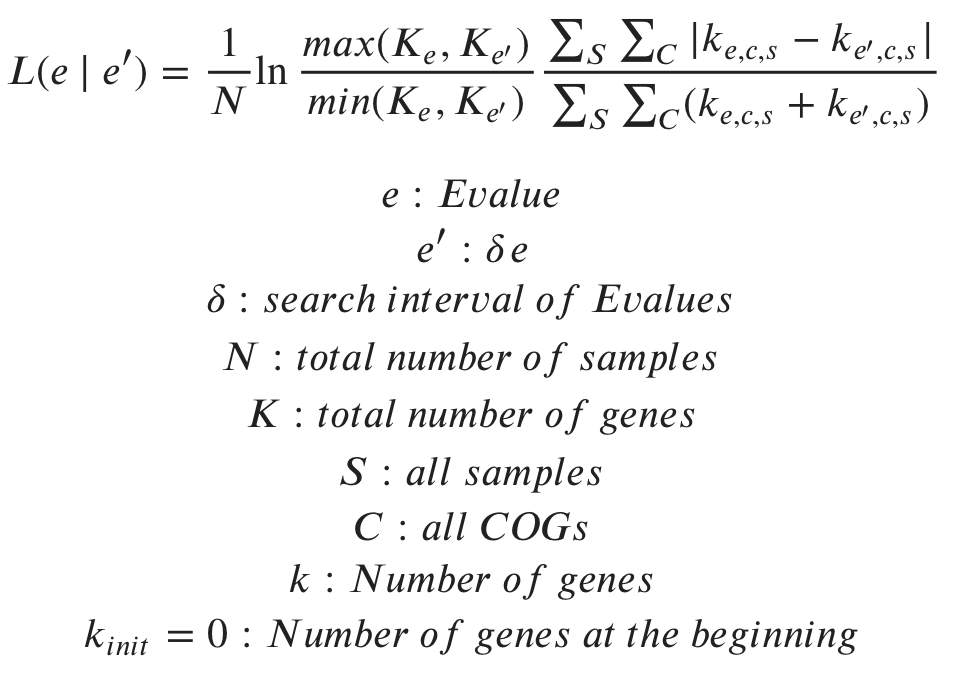 L(e | e′) = 1/N ln max(K_e, K_e′)/min(K_e, K_e′) ∑_S ∑_C |k_e,c,s − k_e′,c,s|/∑_S ∑_C(k_e,c,s + k_e′,c,s)
e : Evalue
e′ : δe
δ : search interval of Evalues
N : total number of samples
K : total number of genes
S : all samples
C : all COGs
k : Number of genes
k_init = 0 : Number of genes at the beginning